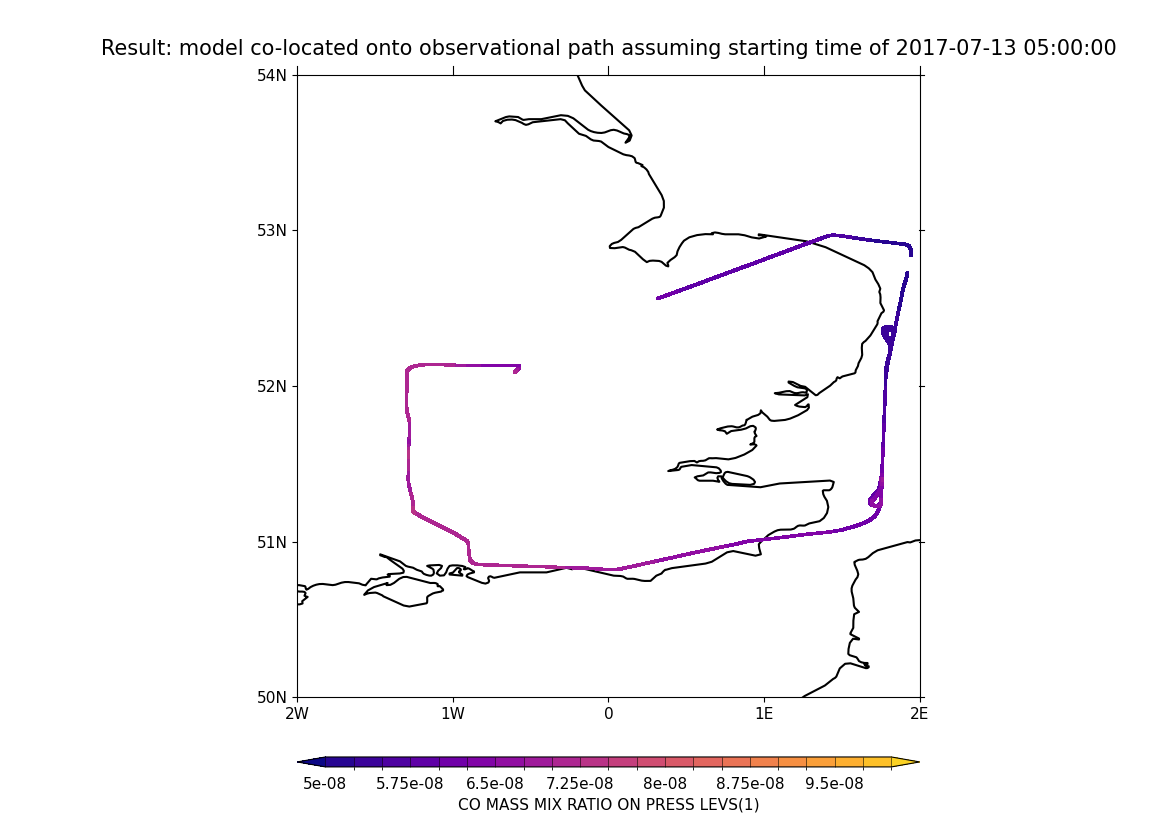 Result: model co-located onto observational path assuming starting time of 2017-07-13 05:00:00
54N
53N
52N
51N
50N
2W 1W 0 1E 2E
5e-08 5.75e-08 6.5e-08 7.25e-08 8e-08 8.75e-08 9.5e-08
CO MASS MIX RATIO ON PRESS LEVS(1)